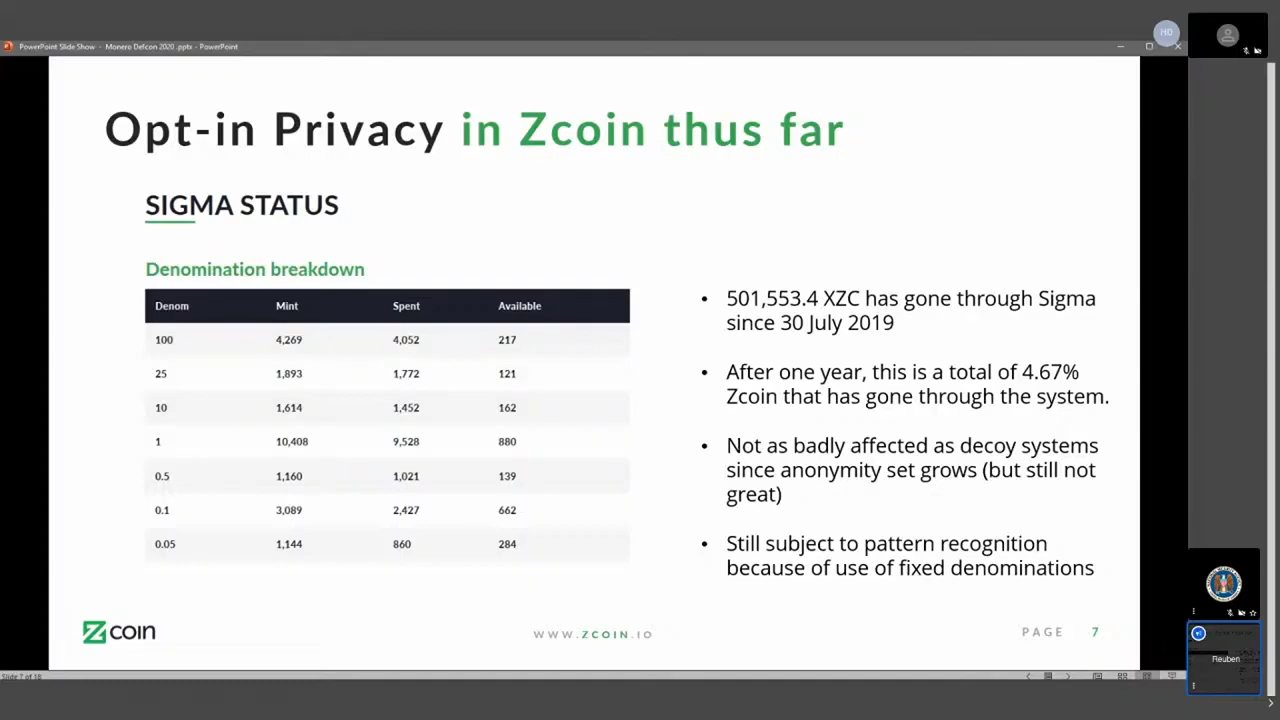 PowerPoint Slide Show - Monero Defcon 2020 .pptx - PowerPoint
HD
Opt-in Privacy in Zcoin thus far
SIGMA STATUS
Denomination breakdown
Denom Mint Spent Available
100 4,269 4,052 217
25 1,893 1,772 121
10 1,614 1,452 162
1 10,408 9,528 880
0.5 1,160 1,021 139
0.1 3,089 2,427 662
0.05 1,144 860 284
• 501,553.4 XZC has gone through Sigma
since 30 July 2019
• After one year, this is a total of 4.67%
Zcoin that has gone through the system.
• Not as badly affected as decoy systems
since anonymity set grows (but still not
great)
• Still subject to pattern recognition
because of use of fixed denominations
Zcoin
WWW.ZCOIN.IO
PAGE 7
Reuben
Slide 7 of 18